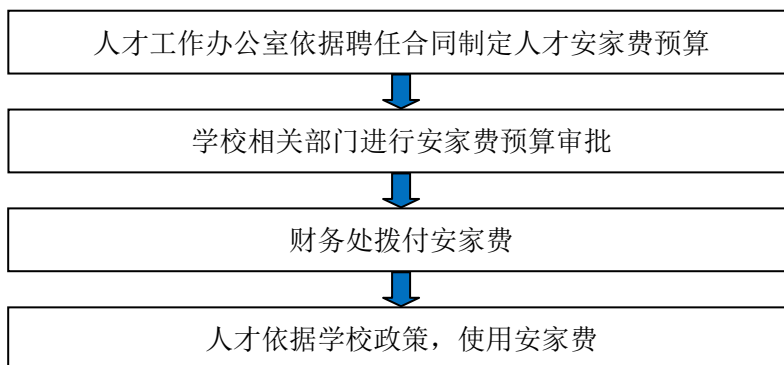 人才工作办公室依据聘任合同制定人才安家费预算
学校相关部门进行安家费预算审批
财务处拨付安家费
人才依据学校政策，使用安家费